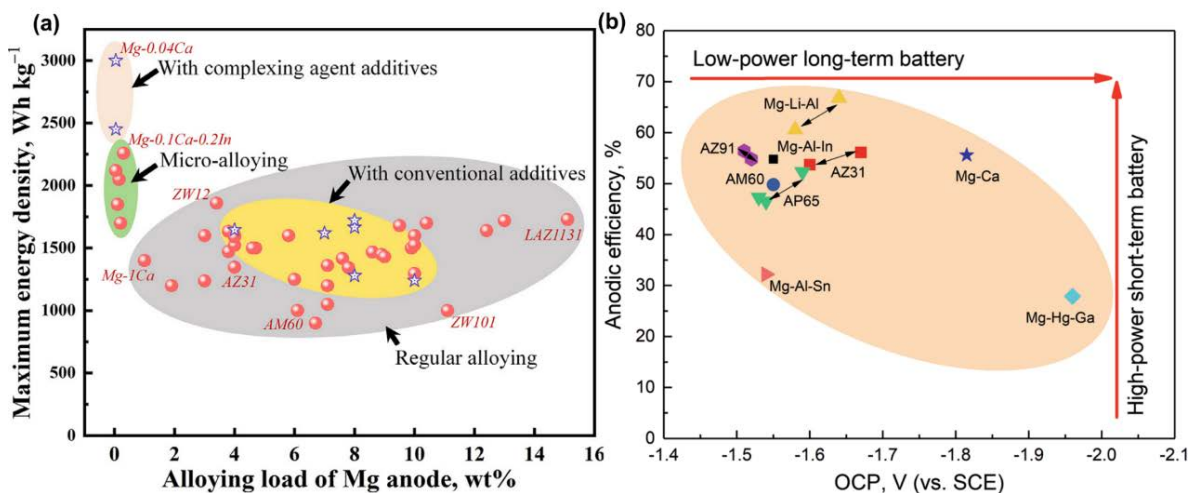 (a)
Maximum energy density, Wh kg⁻¹
3000
2500
2000
1500
1000
500
0
Mg-0.04Ca
With complexing agent additives
Mg-0.1Ca-0.2In
Micro-alloying
ZW12
With conventional additives
LAZ1131
Mg-1Ca
AZ31
AM60
ZW101
Regular alloying
0 2 4 6 8 10 12 14 16
Alloying load of Mg anode, wt%
(b)
Anodic efficiency, %
80
70
60
50
40
30
20
10
0
Low-power long-term battery
Mg-Li-Al
Mg-Al-In
AZ91
AZ31
AM60
AP65
Mg-Ca
Mg-Al-Sn
Mg-Hg-Ga
High-power short-term battery
-1.4 -1.5 -1.6 -1.7 -1.8 -1.9 -2.0 -2.1
OCP, V (vs. SCE)